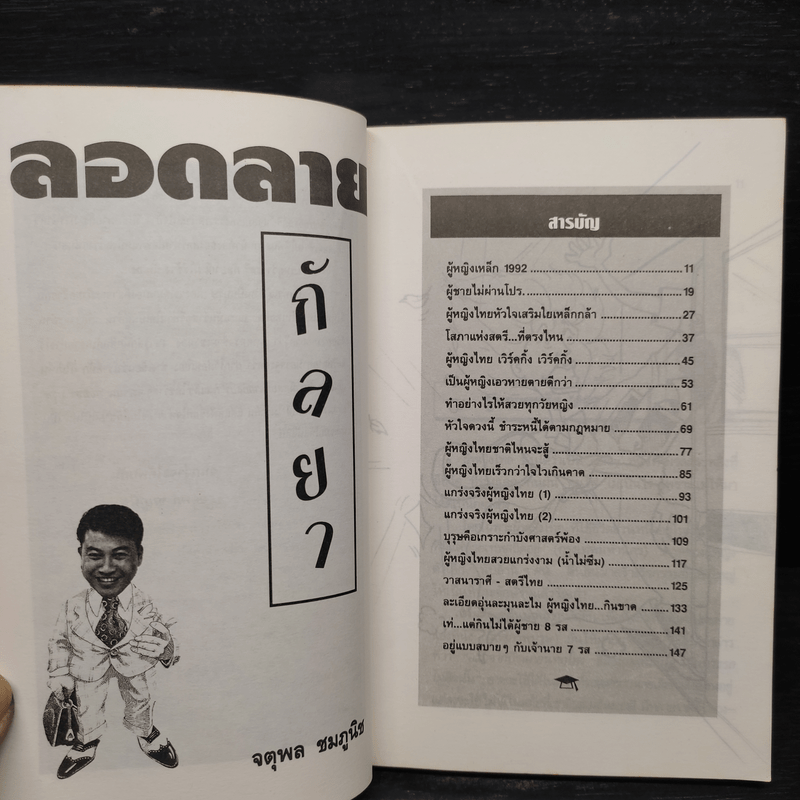 ลอดลาย
กั
ล
ย
า
จตุพล ชมภูนิช
สารบัญ
ผู้หญิงเหล็ก 1992 ........................................ 11
ผู้ชายไม่ผ่านโปร. ........................................ 19
ผู้หญิงไทยหัวใจเสริมใยเหล็กกล้า ........................ 27
โสภาแห่งสตรี...ที่ตรงไหน ................................ 37
ผู้หญิงไทย เวิร์คกิ้ง เวิร์คกิ้ง ............................ 45
เป็นผู้หญิงเอวหายตายดีกว่า ............................. 53
ทำอย่างไรให้สวยทุกวัยหญิง ............................. 61
หัวใจดวงนี้ ชำระหนี้ได้ตามกฎหมาย .................... 69
ผู้หญิงไทยชาติไหนจะสู้ .................................. 77
ผู้หญิงไทยเร็วกว่าใจไวเกินคาด .......................... 85
แกร่งจริงผู้หญิงไทย (1) .................................. 93
แกร่งจริงผู้หญิงไทย (2) .................................. 101
บุรุษคือเกราะกำบังศาสตร์พ้อง .......................... 109
ผู้หญิงไทยสวยแกร่งงาม (น้ำไม่ซึม) ..................... 117
วาสนาราศี - สตรีไทย .................................... 125
ละเอียดอุ่นละมุนละไม ผู้หญิงไทย...กินขาด ............ 133
เท่...แต่กินไม่ได้ผู้ชาย 8 รส ............................. 141
อยู่แบบสบายๆ กับเจ้านาย 7 รส ......................... 147